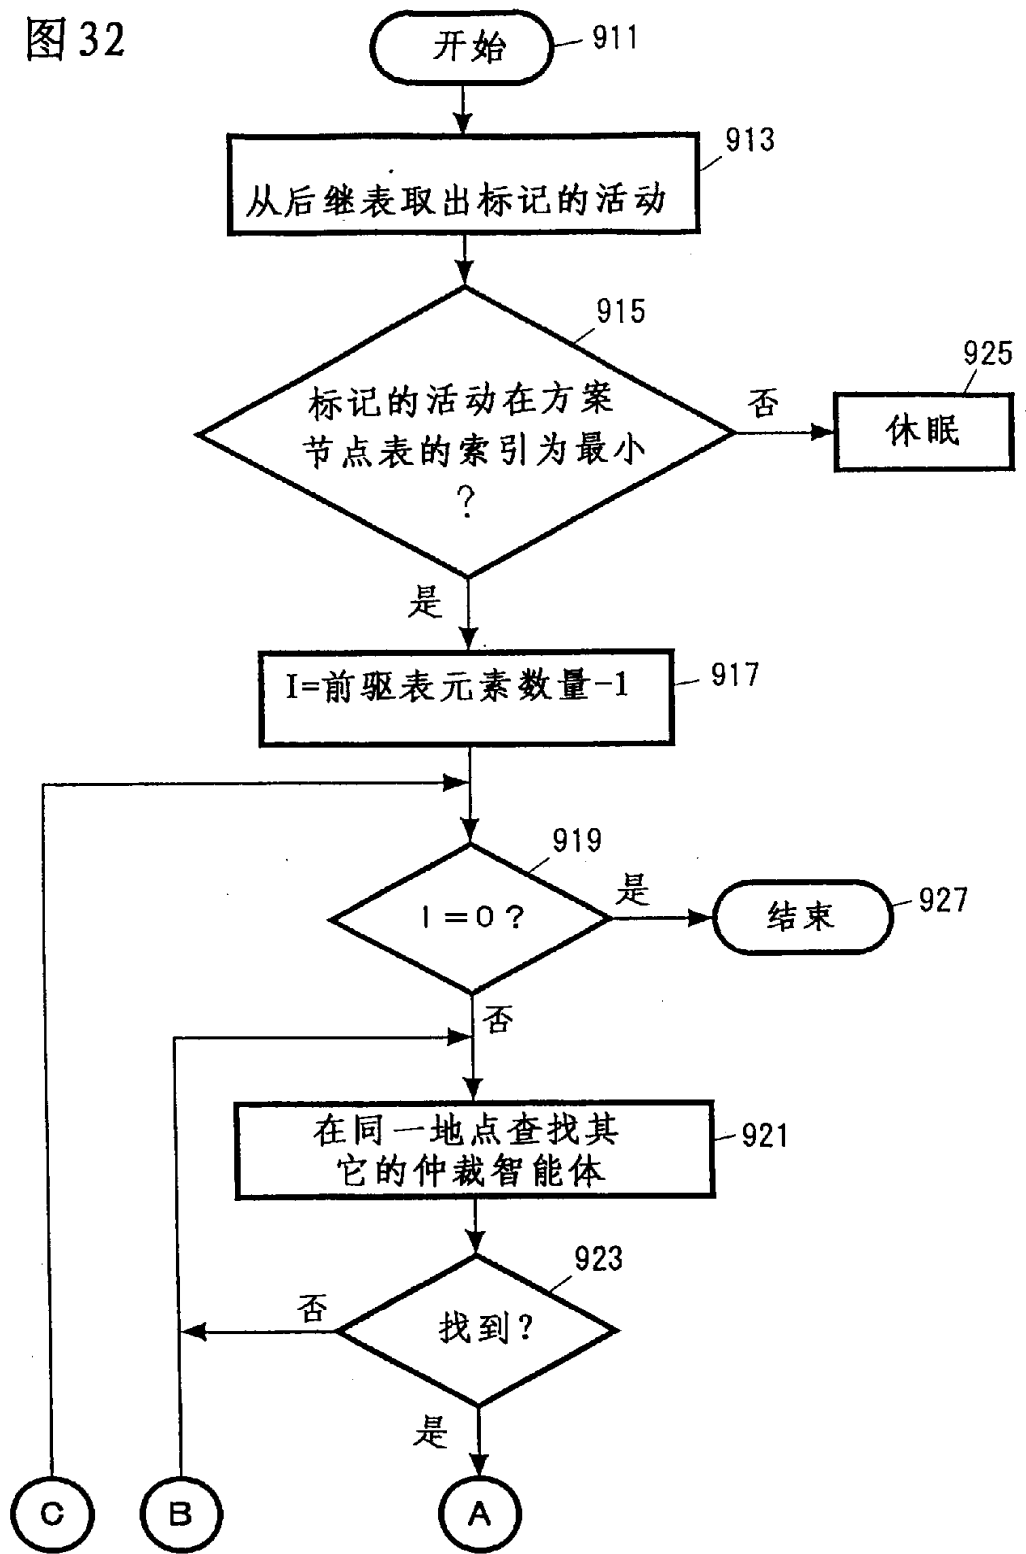 图32
开始
911
913
从后继表取出标记的活动
915
标记的活动在方案
节点表的索引为最小
?
否
925
休眠
是
I=前驱表元素数量-1
917
919
I=0?
是
结束
927
否
在同一地点查找其
它的仲裁智能体
921
923
找到?
否
是
C
B
A